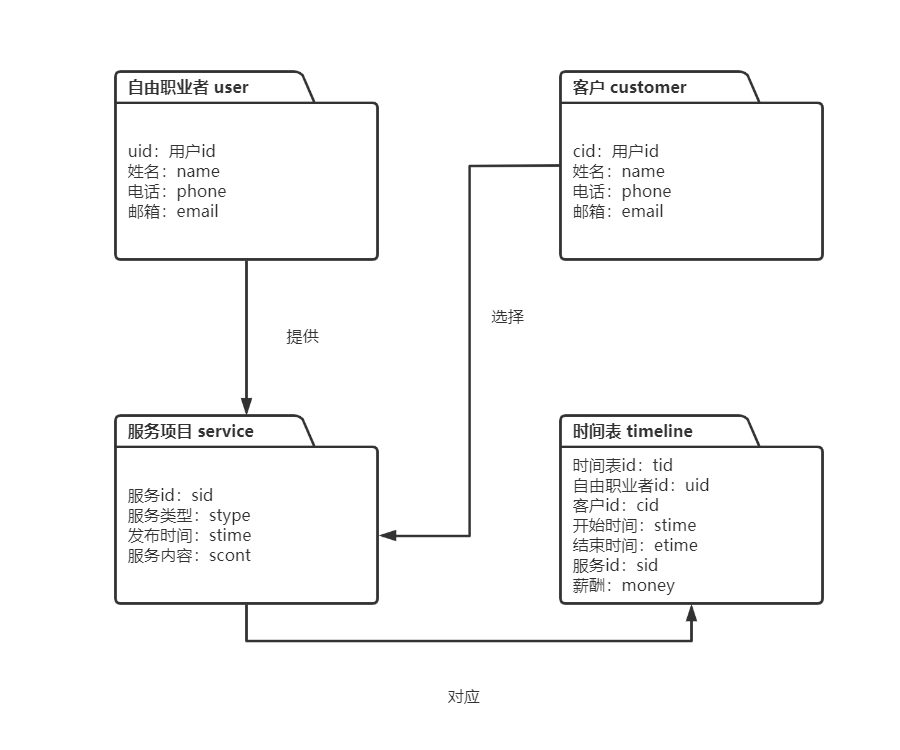 自由职业者 user
uid：用户id
姓名：name
电话：phone
邮箱：email
客户 customer
cid：用户id
姓名：name
电话：phone
邮箱：email
选择
提供
服务项目 service
服务id：sid
服务类型：stype
发布时间：stime
服务内容：scont
时间表 timeline
时间表id：tid
自由职业者id：uid
客户id：cid
开始时间：stime
结束时间：etime
服务id：sid
薪酬：money
对应